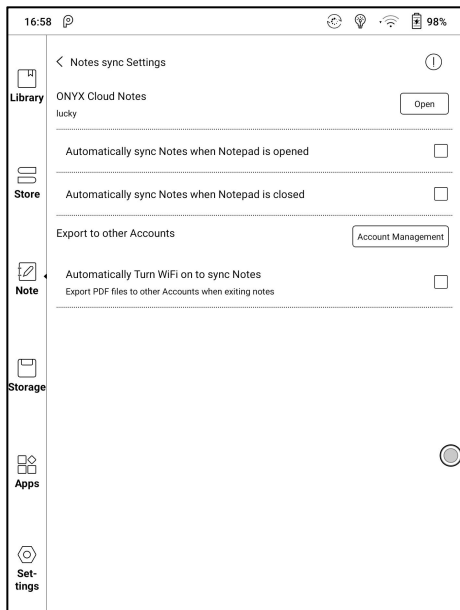 16:58
98%
Notes sync Settings
Library
ONYX Cloud Notes
lucky
Open
Automatically sync Notes when Notepad is opened
Store
Automatically sync Notes when Notepad is closed
Export to other Accounts
Account Management
Note
Automatically Turn WiFi on to sync Notes
Export PDF files to other Accounts when exiting notes
Storage
Apps
Set-
tings